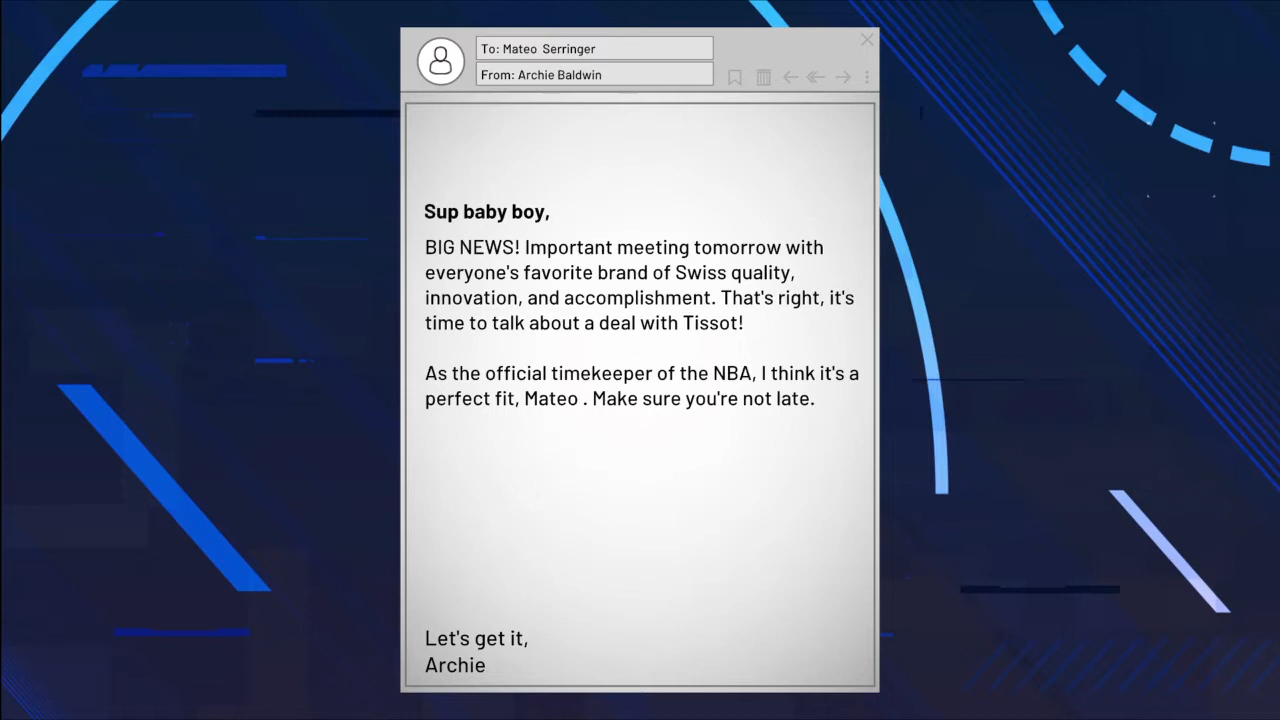 To: Mateo  Serringer
From: Archie Baldwin
Sup baby boy,
BIG NEWS! Important meeting tomorrow with
everyone's favorite brand of Swiss quality,
innovation, and accomplishment. That's right, it's
time to talk about a deal with Tissot!
As the official timekeeper of the NBA, I think it's a
perfect fit, Mateo . Make sure you're not late.
Let's get it,
Archie